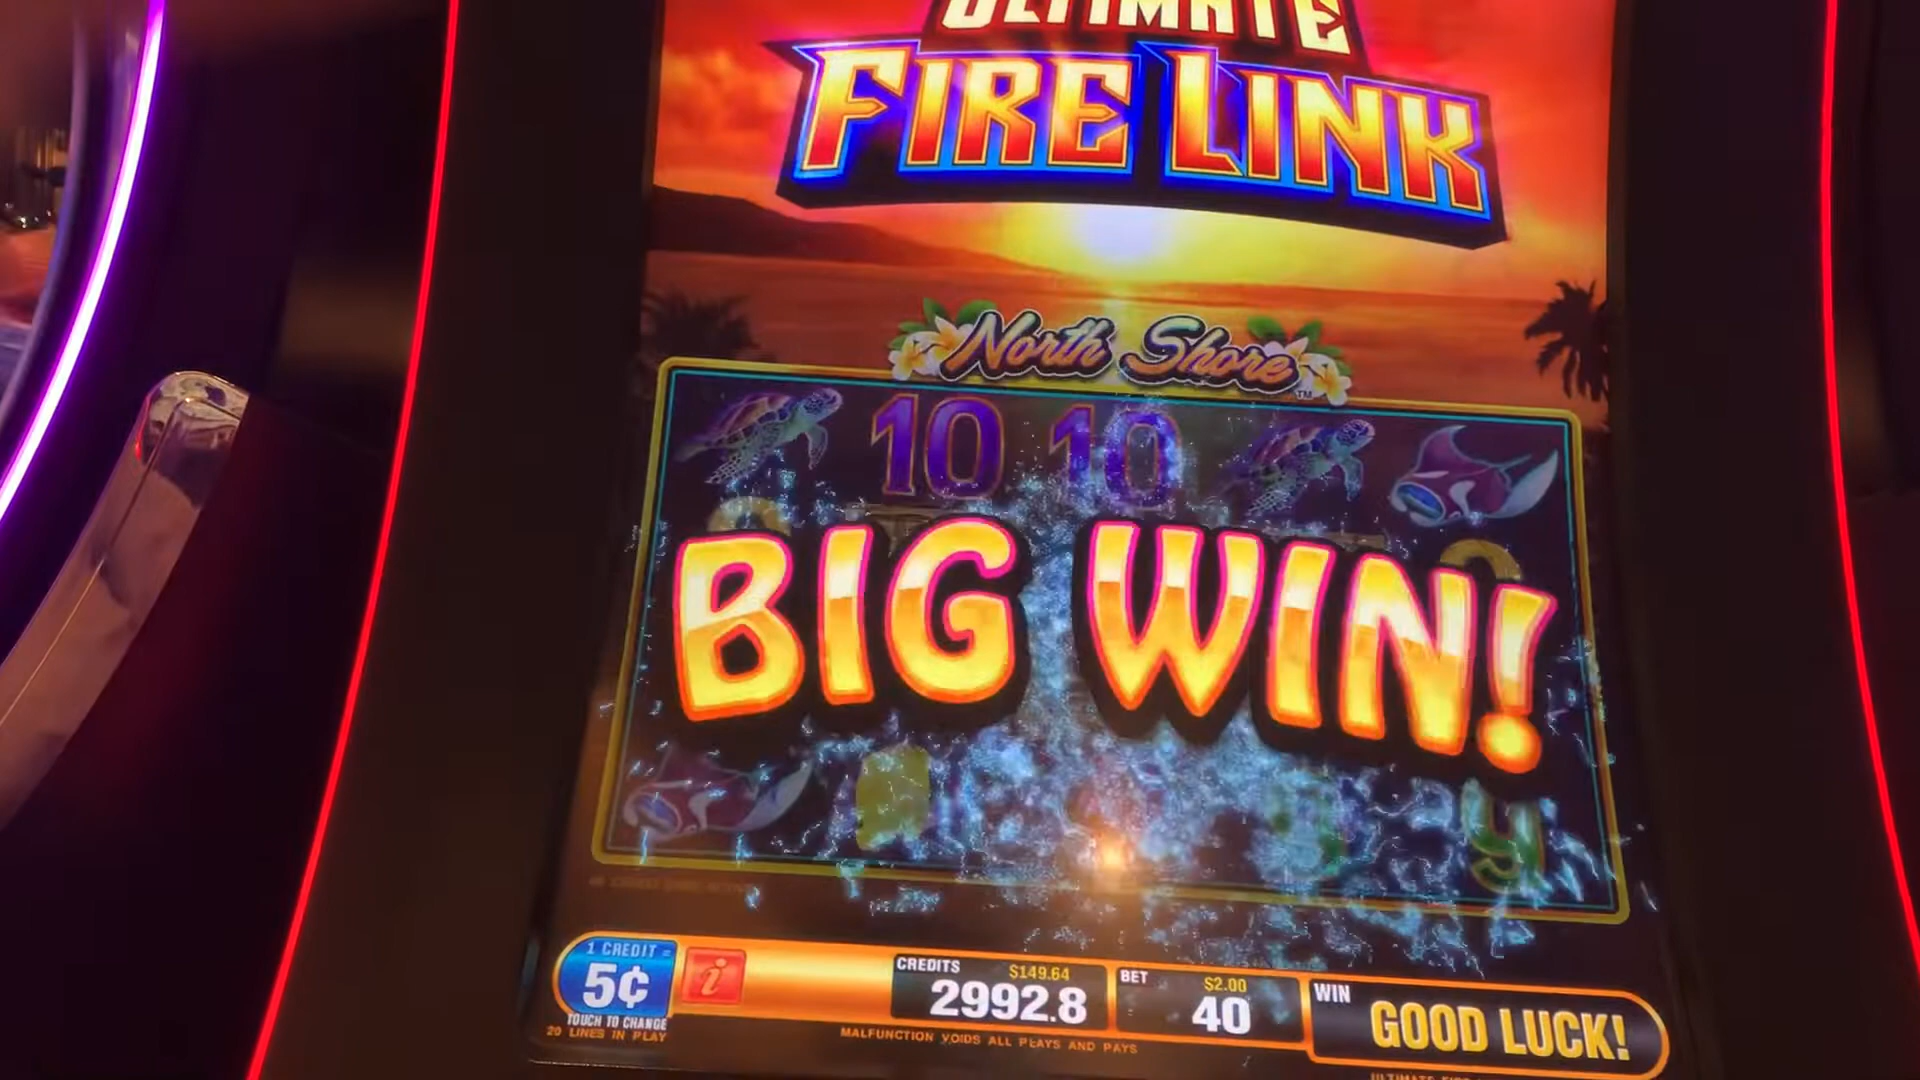 ULTIMATE
FIRE LINK
North Shore™
10 10
BIG WIN!
1 CREDIT =
5¢
TOUCH TO CHANGE
20 LINES IN PLAY
i
CREDITS $149.64
2992.8
BET $2.00
40
WIN
GOOD LUCK!
MALFUNCTION VOIDS ALL PLAYS AND PAYS